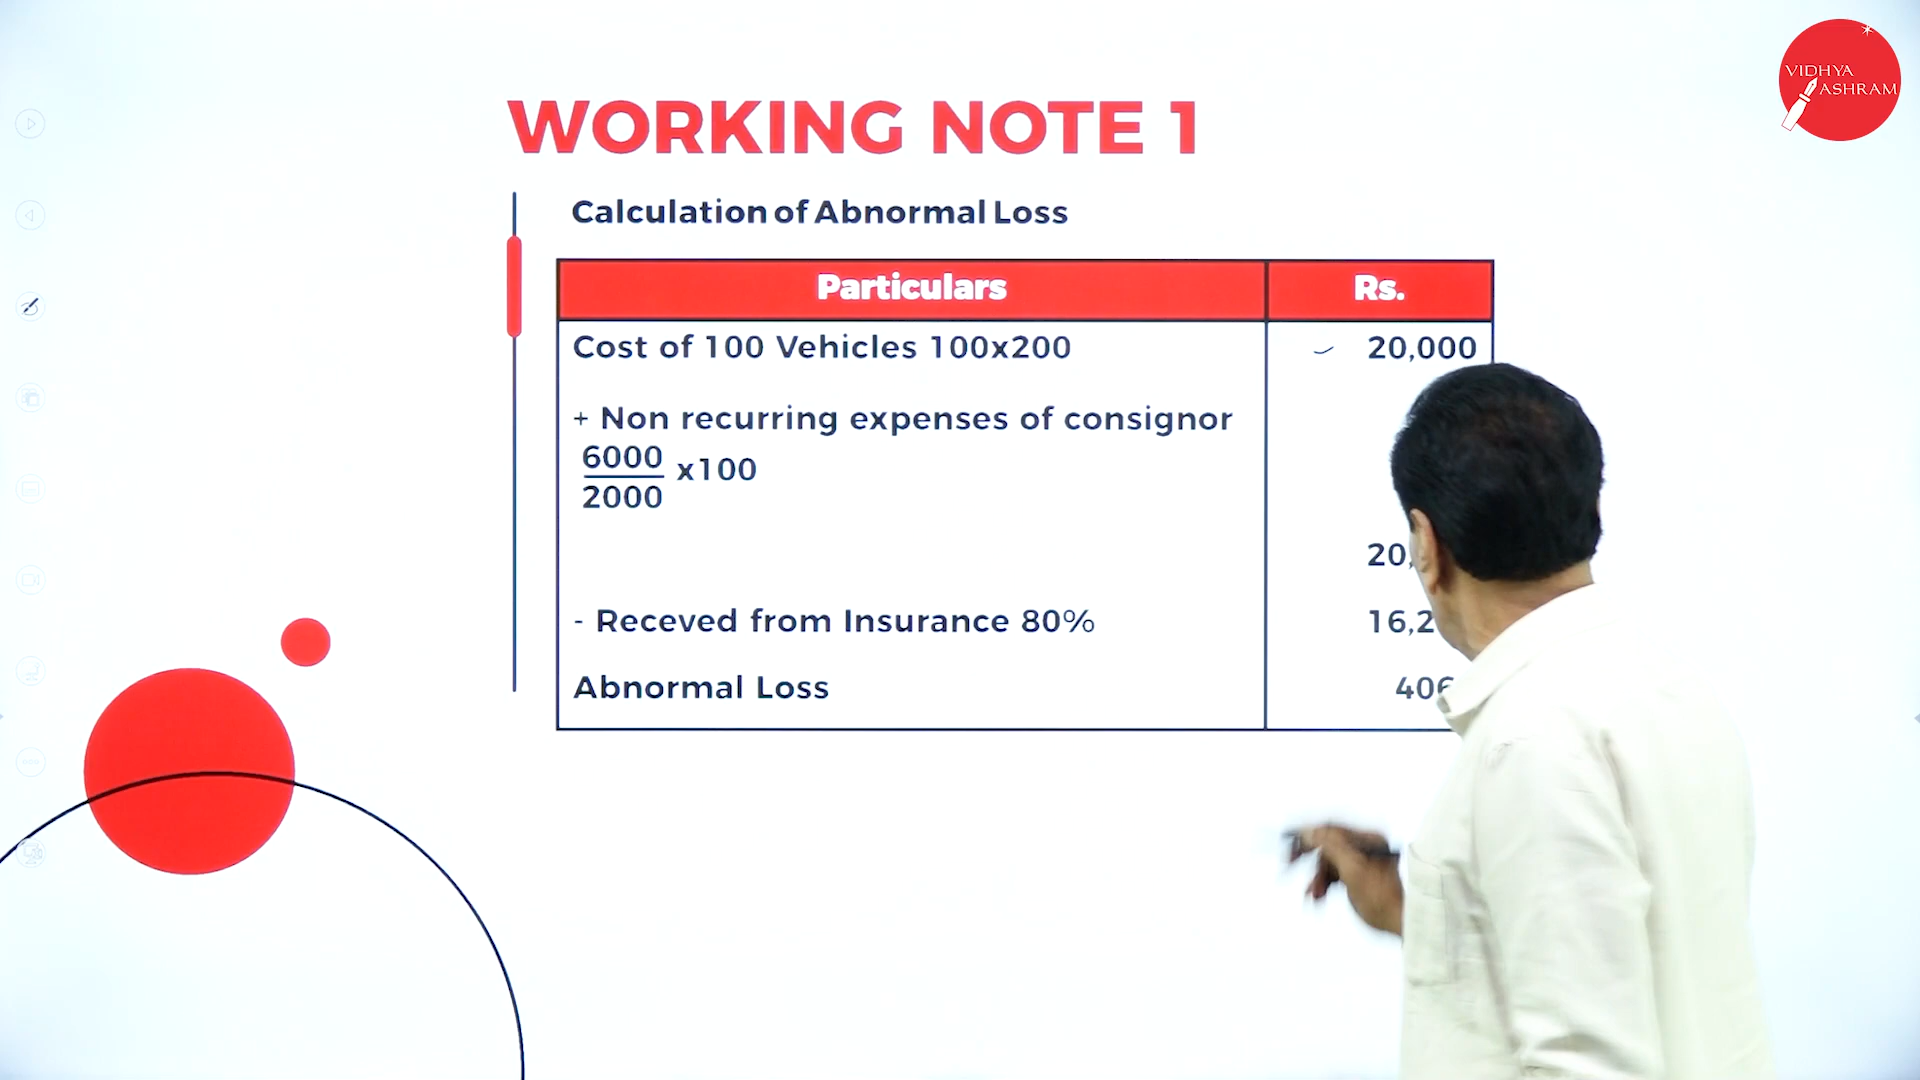 VIDHYA
ASHRAM
WORKING NOTE 1
Calculation of Abnormal Loss
Particulars Rs.
Cost of 100 Vehicles 100x200 20,000
+ Non recurring expenses of consignor
6000
x100
2000
- Receved from Insurance 80%
Abnormal Loss